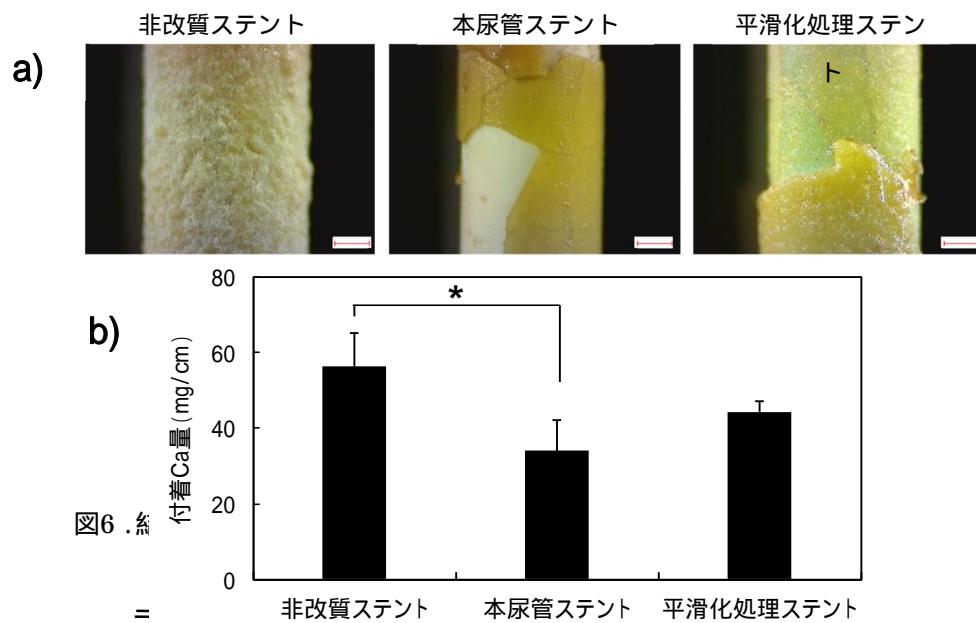 非改質ステント
本尿管ステント
平滑化処理ステン
ト
a)
b)
*
付着Ca量(mg/cm)
80
60
40
20
0
図6 .
非改質ステント
本尿管ステント
平滑化処理ステント